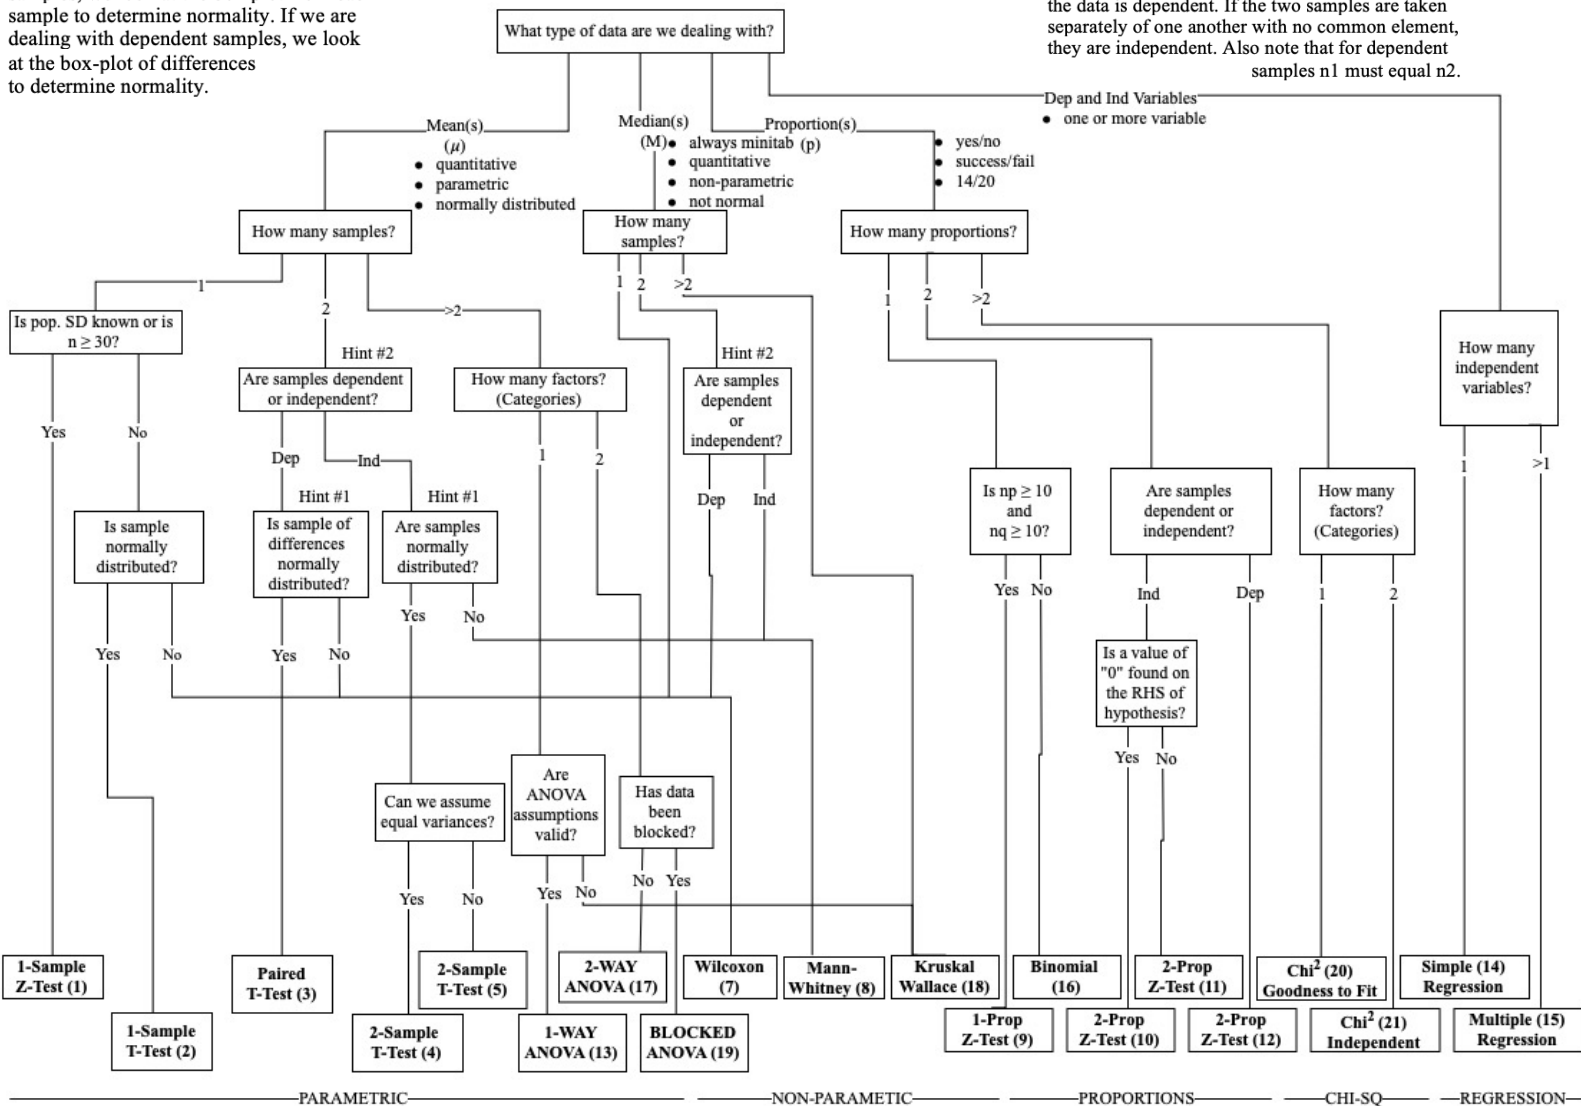 sample to determine normality. If we are
dealing with dependent samples, we look
at the box-plot of differences
to determine normality.
the data is dependent. If the two samples are taken
separately of one another with no common element,
they are independent. Also note that for dependent
samples n1 must equal n2.
What type of data are we dealing with?
Mean(s)
(μ)
• quantitative
• parametric
• normally distributed
Median(s)
(M)
• always minitab
• quantitative
• non-parametric
• not normal
Proportion(s)
(p)
• yes/no
• success/fail
• 14/20
Dep and Ind Variables
• one or more variable
How many samples?
How many
samples?
How many proportions?
1
2
>2
1
2
>2
1
2
>2
Is pop. SD known or is
n ≥ 30?
Hint #2
Are samples dependent
or independent?
How many factors?
(Categories)
Hint #2
Are samples
dependent
or
independent?
How many
independent
variables?
Yes
No
Dep
Ind
1
2
Dep
Ind
1
>1
Is sample
normally
distributed?
Hint #1
Is sample of
differences
normally
distributed?
Hint #1
Are samples
normally
distributed?
Is np ≥ 10
and
nq ≥ 10?
Are samples
dependent or
independent?
How many
factors?
(Categories)
Yes
No
Yes
No
Yes
No
Yes
No
Ind
Dep
1
2
Is a value of
"0" found on
the RHS of
hypothesis?
Yes
No
Can we assume
equal variances?
Are
ANOVA
assumptions
valid?
Has data
been
blocked?
Yes
No
Yes
No
No
Yes
1-Sample
Z-Test (1)
Paired
T-Test (3)
2-Sample
T-Test (5)
2-WAY
ANOVA (17)
Wilcoxon
(7)
Mann-
Whitney (8)
Kruskal
Wallace (18)
Binomial
(16)
2-Prop
Z-Test (11)
Chi² (20)
Goodness to Fit
Simple (14)
Regression
1-Sample
T-Test (2)
2-Sample
T-Test (4)
1-WAY
ANOVA (13)
BLOCKED
ANOVA (19)
1-Prop
Z-Test (9)
2-Prop
Z-Test (10)
2-Prop
Z-Test (12)
Chi² (21)
Independent
Multiple (15)
Regression
PARAMETRIC
NON-PARAMETIC
PROPORTIONS
CHI-SQ
REGRESSION